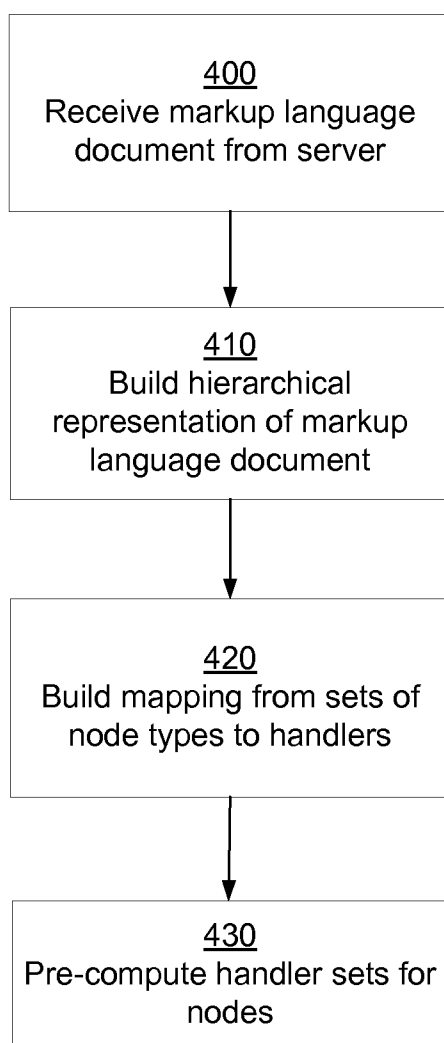 400
Receive markup language
document from server
410
Build hierarchical
representation of markup
language document
420
Build mapping from sets of
node types to handlers
430
Pre-compute handler sets for
nodes